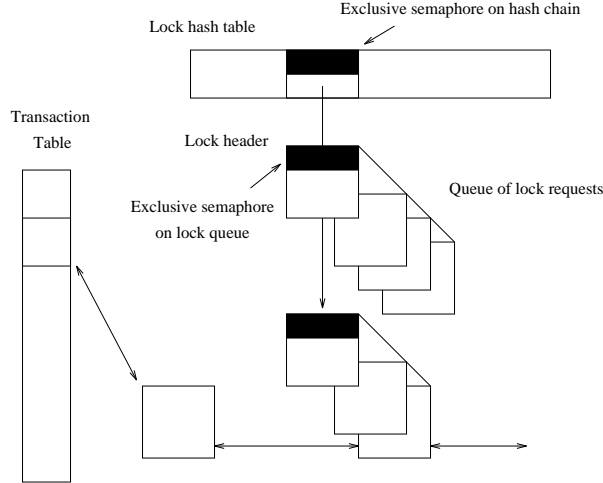 Exclusive semaphore on hash chain
Lock hash table
Transaction
Table
Lock header
Queue of lock requests
Exclusive semaphore
on lock queue